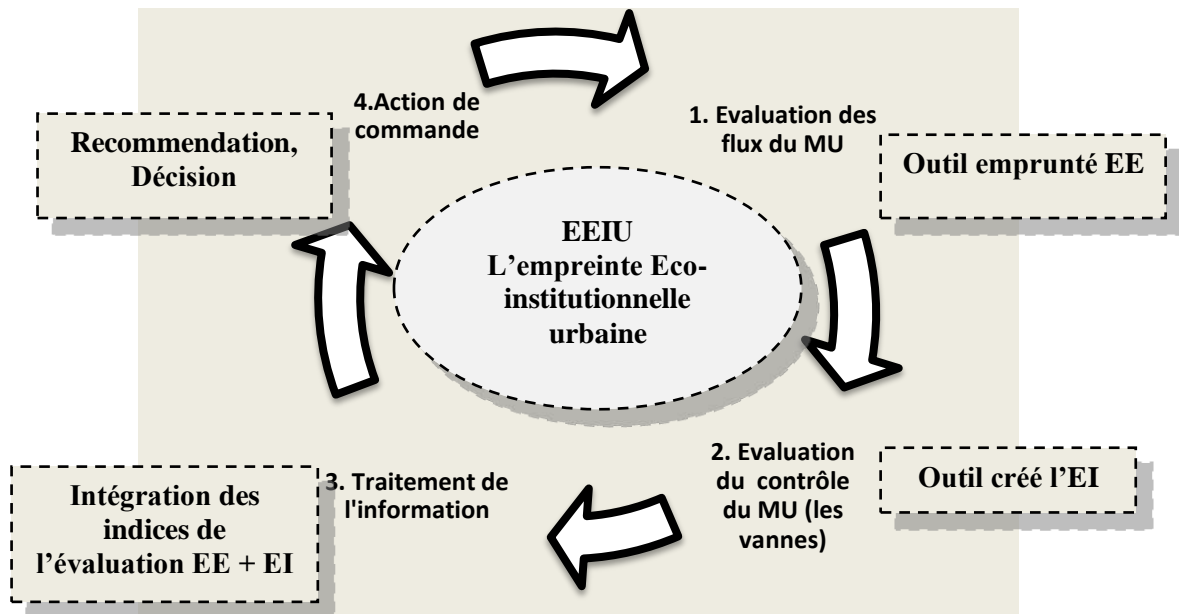 4.Action de
commande
Recommendation,
Décision
1. Evaluation des
flux du MU
Outil emprunté EE
EEIU
L’empreinte Eco-
institutionnelle
urbaine
2. Evaluation
du contrôle
du MU (les
vannes)
Outil créé l’EI
3. Traitement de
l'information
Intégration des
indices de
l’évaluation EE + EI